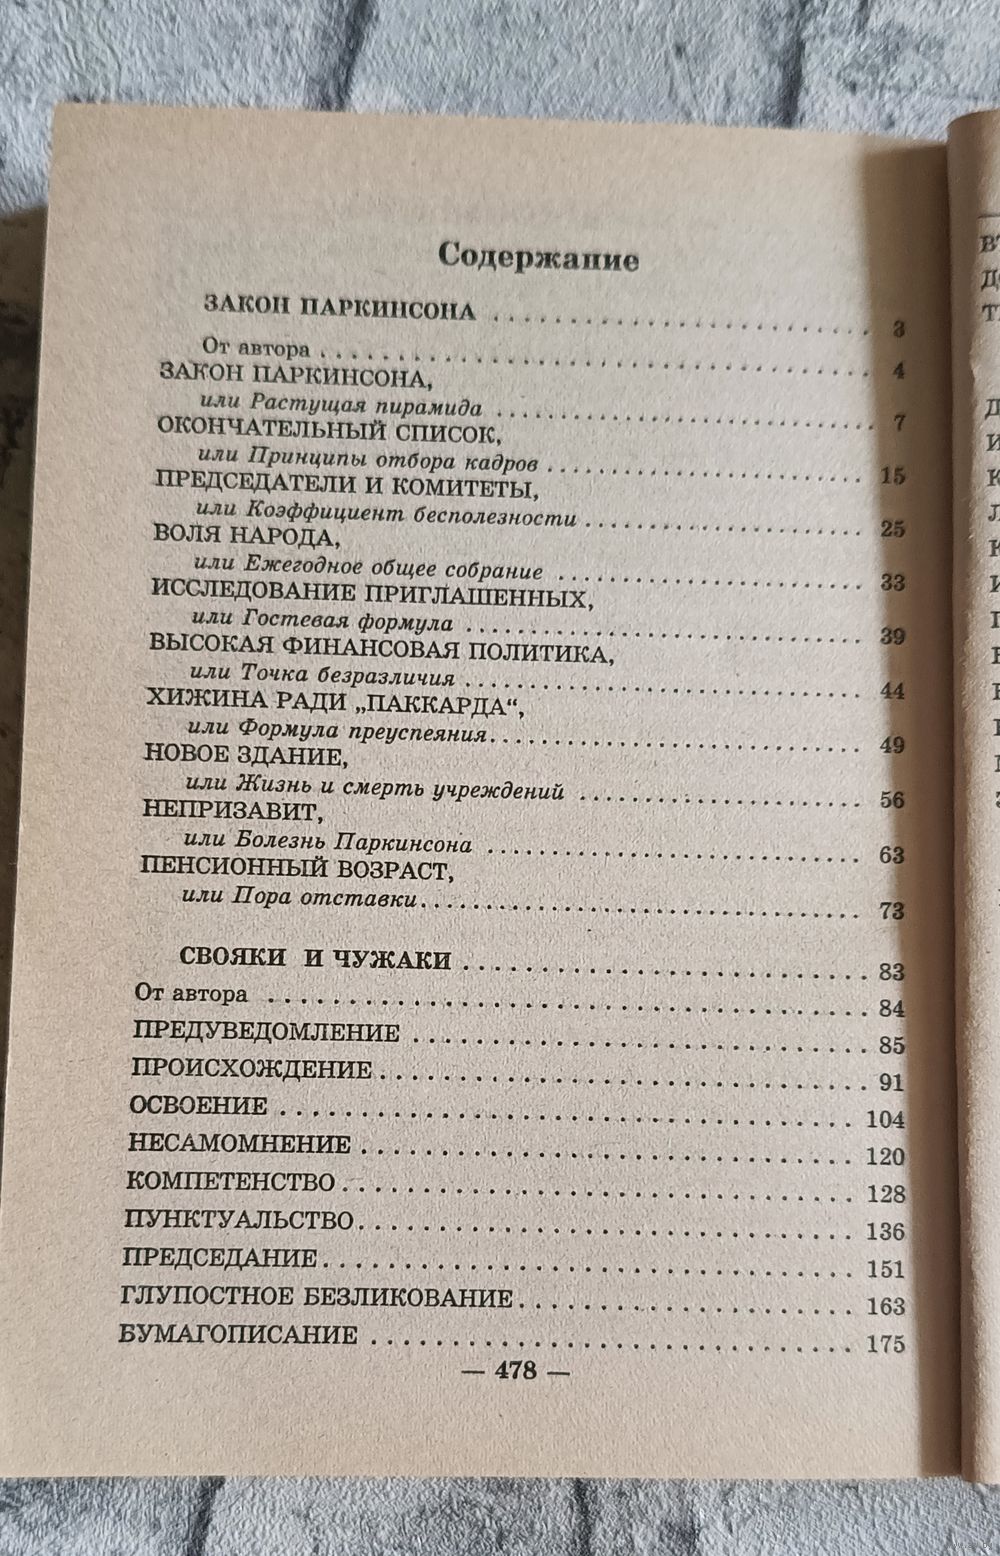 Содержание
ЗАКОН ПАРКИНСОНА . . . . . . . . . . . . . . . . . . . . . . 3
От автора . . . . . . . . . . . . . . . . . . . . . . . . . . . . . . 4
ЗАКОН ПАРКИНСОНА,
или Растущая пирамида . . . . . . . . . . . . . . . . . . . . 7
ОКОНЧАТЕЛЬНЫЙ СПИСОК,
или Принципы отбора кадров . . . . . . . . . . . . . . . . 15
ПРЕДСЕДАТЕЛИ И КОМИТЕТЫ,
или Коэффициент бесполезности . . . . . . . . . . . . . . 25
ВОЛЯ НАРОДА,
или Ежегодное общее собрание . . . . . . . . . . . . . . . 33
ИССЛЕДОВАНИЕ ПРИГЛАШЕННЫХ,
или Гостевая формула . . . . . . . . . . . . . . . . . . . . . 39
ВЫСОКАЯ ФИНАНСОВАЯ ПОЛИТИКА,
или Точка безразличия . . . . . . . . . . . . . . . . . . . . . 44
ХИЖИНА РАДИ „ПАККАРДА“,
или Формула преуспеяния . . . . . . . . . . . . . . . . . . . 49
НОВОЕ ЗДАНИЕ,
или Жизнь и смерть учреждений . . . . . . . . . . . . . . 56
НЕПРИЗАВИТ,
или Болезнь Паркинсона . . . . . . . . . . . . . . . . . . . . 63
ПЕНСИОННЫЙ ВОЗРАСТ,
или Пора отставки . . . . . . . . . . . . . . . . . . . . . . . . 73
СВОЯКИ И ЧУЖАКИ . . . . . . . . . . . . . . . . . . . . . . 83
От автора . . . . . . . . . . . . . . . . . . . . . . . . . . . . . . 84
ПРЕДУВЕДОМЛЕНИЕ . . . . . . . . . . . . . . . . . . . . . . 85
ПРОИСХОЖДЕНИЕ . . . . . . . . . . . . . . . . . . . . . . . . 91
ОСВОЕНИЕ . . . . . . . . . . . . . . . . . . . . . . . . . . . . . 104
НЕСАМОМНЕНИЕ . . . . . . . . . . . . . . . . . . . . . . . . . 120
КОМПЕТЕНСТВО . . . . . . . . . . . . . . . . . . . . . . . . . 128
ПУНКТУАЛЬСТВО . . . . . . . . . . . . . . . . . . . . . . . . 136
ПРЕДСЕДАНИЕ . . . . . . . . . . . . . . . . . . . . . . . . . . 151
ГЛУПОСТНОЕ БЕЗЛИКОВАНИЕ . . . . . . . . . . . . . . . . 163
БУМАГОПИСАНИЕ . . . . . . . . . . . . . . . . . . . . . . . . 175
— 478 —